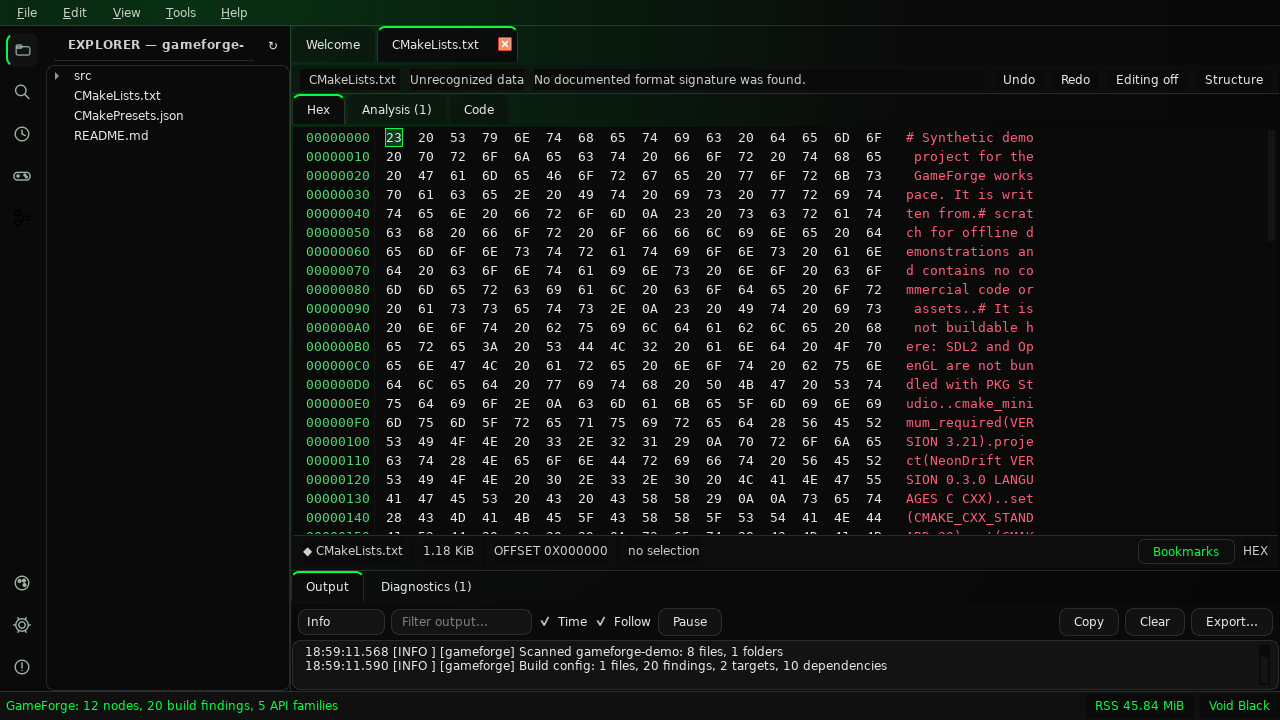 File Edit View Tools Help
EXPLORER — gameforge-
↻
src
CMakeLists.txt
CMakePresets.json
README.md
Welcome CMakeLists.txt
CMakeLists.txt Unrecognized data No documented format signature was found. Undo Redo Editing off Structure
Hex Analysis (1) Code
00000000 23 20 53 79 6E 74 68 65 74 69 63 20 64 65 6D 6F # Synthetic demo
00000010 20 70 72 6F 6A 65 63 74 20 66 6F 72 20 74 68 65 project for the
00000020 20 47 61 6D 65 46 6F 72 67 65 20 77 6F 72 6B 73 GameForge works
00000030 70 61 63 65 2E 20 49 74 20 69 73 20 77 72 69 74 pace. It is writ
00000040 74 65 6E 20 66 72 6F 6D 0A 23 20 73 63 72 61 74 ten from.# scrat
00000050 63 68 20 66 6F 72 20 6F 66 66 6C 69 6E 65 20 64 ch for offline d
00000060 65 6D 6F 6E 73 74 72 61 74 69 6F 6E 73 20 61 6E emonstrations an
00000070 64 20 63 6F 6E 74 61 69 6E 73 20 6E 6F 20 63 6F d contains no co
00000080 6D 6D 65 72 63 69 61 6C 20 63 6F 64 65 20 6F 72 mmercial code or
00000090 20 61 73 73 65 74 73 2E 0A 23 20 49 74 20 69 73 assets..# It is
000000A0 20 6E 6F 74 20 62 75 69 6C 64 61 62 6C 65 20 68 not buildable h
000000B0 65 72 65 3A 20 53 44 4C 32 20 61 6E 64 20 4F 70 ere: SDL2 and Op
000000C0 65 6E 47 4C 20 61 72 65 20 6E 6F 74 20 62 75 6E enGL are not bun
000000D0 64 6C 65 64 20 77 69 74 68 20 50 4B 47 20 53 74 dled with PKG St
000000E0 75 64 69 6F 2E 0A 63 6D 61 6B 65 5F 6D 69 6E 69 udio..cmake_mini
000000F0 6D 75 6D 5F 72 65 71 75 69 72 65 64 28 56 45 52 mum_required(VER
00000100 53 49 4F 4E 20 33 2E 32 31 29 0A 70 72 6F 6A 65 SION 3.21).proje
00000110 63 74 28 4E 65 6F 6E 44 72 69 66 74 20 56 45 52 ct(NeonDrift VER
00000120 53 49 4F 4E 20 30 2E 33 2E 30 20 4C 41 4E 47 55 SION 0.3.0 LANGU
00000130 41 47 45 53 20 43 20 43 58 58 29 0A 0A 73 65 74 AGES C CXX)..set
00000140 28 43 4D 41 4B 45 5F 43 58 58 5F 53 54 41 4E 44 (CMAKE_CXX_STAND
◆ CMakeLists.txt 1.18 KiB OFFSET 0X000000 no selection Bookmarks HEX
Output Diagnostics (1)
Info Filter output… ✓ Time ✓ Follow Pause Copy Clear Export…
18:59:11.568 [INFO ] [gameforge] Scanned gameforge-demo: 8 files, 1 folders
18:59:11.590 [INFO ] [gameforge] Build config: 1 files, 20 findings, 2 targets, 10 dependencies
GameForge: 12 nodes, 20 build findings, 5 API families RSS 45.84 MiB Void Black